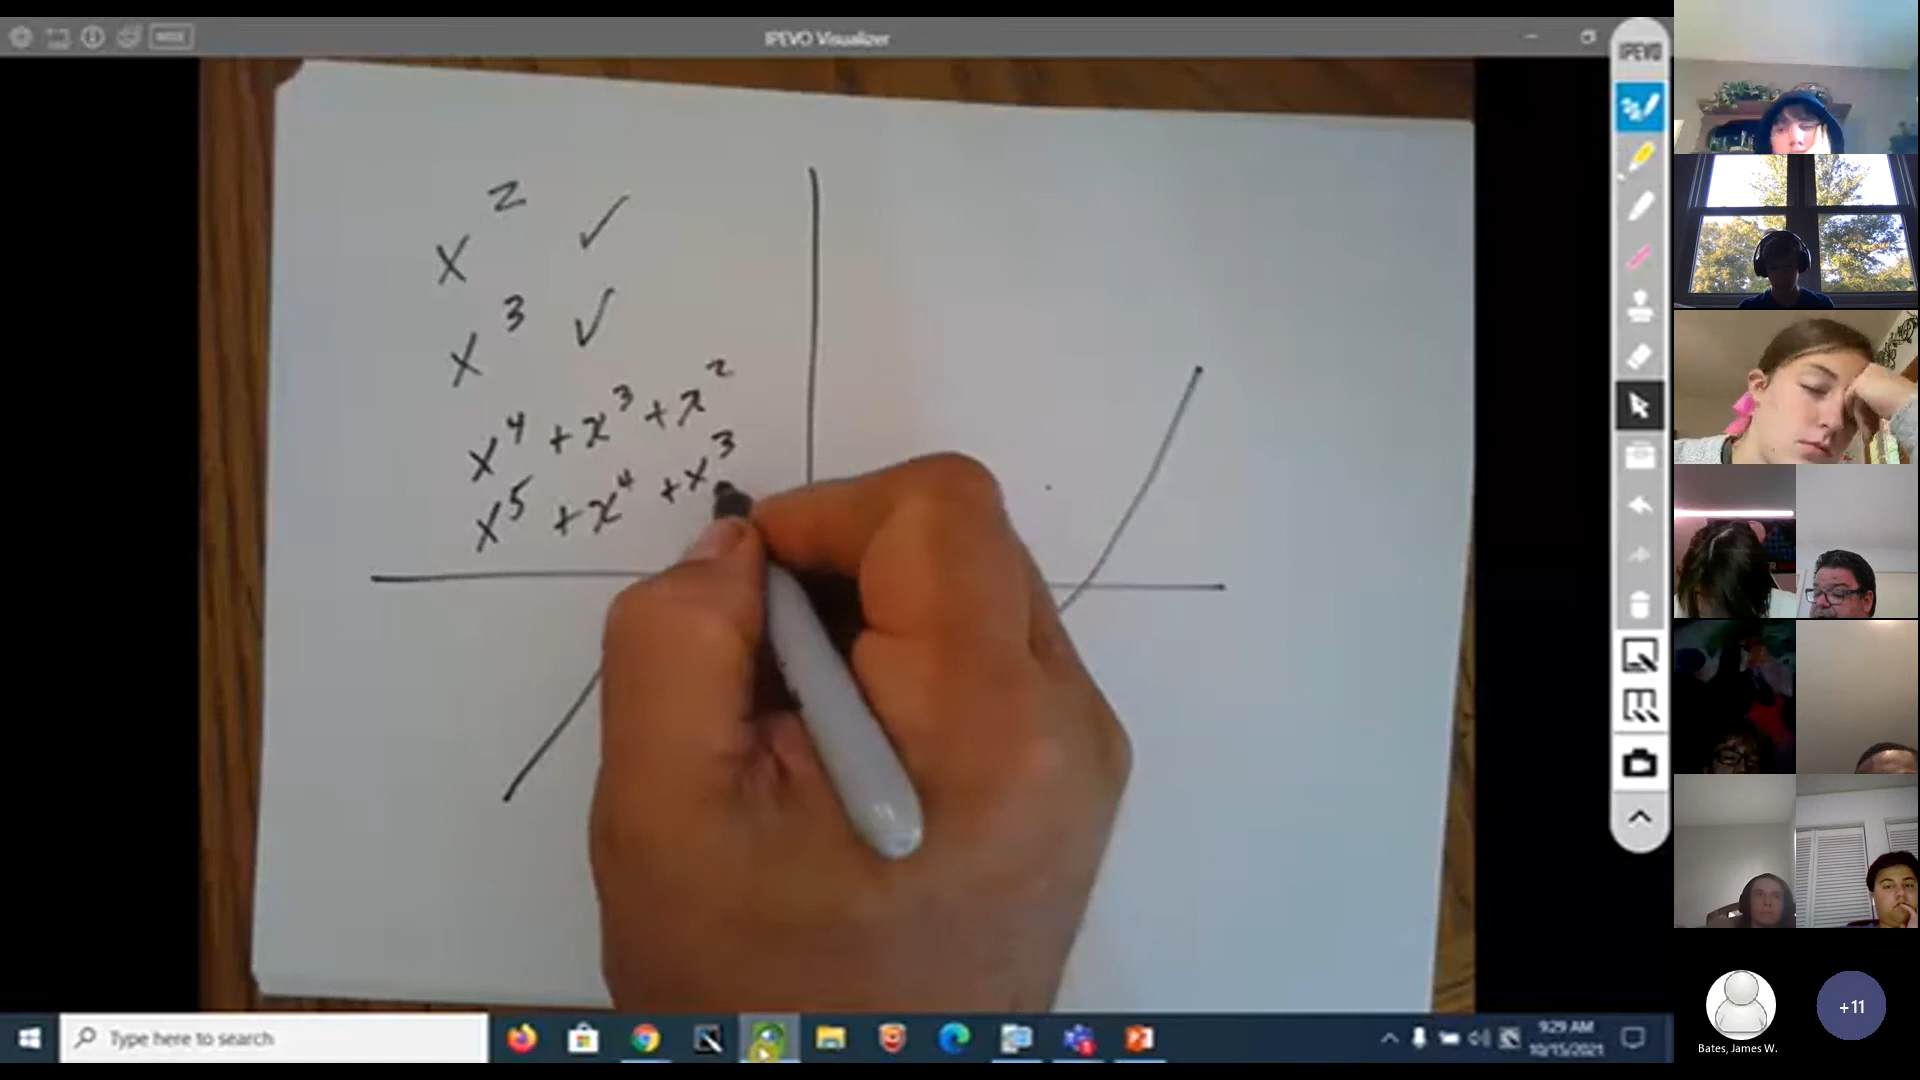 IPEVO Visualizer
IPEVO
x² ✓
x³ ✓
x⁴ + x³ + x²
x⁵ + x⁴ + x³
Type here to search
9:29 AM
10/15/2021
+11
Bates, James W.